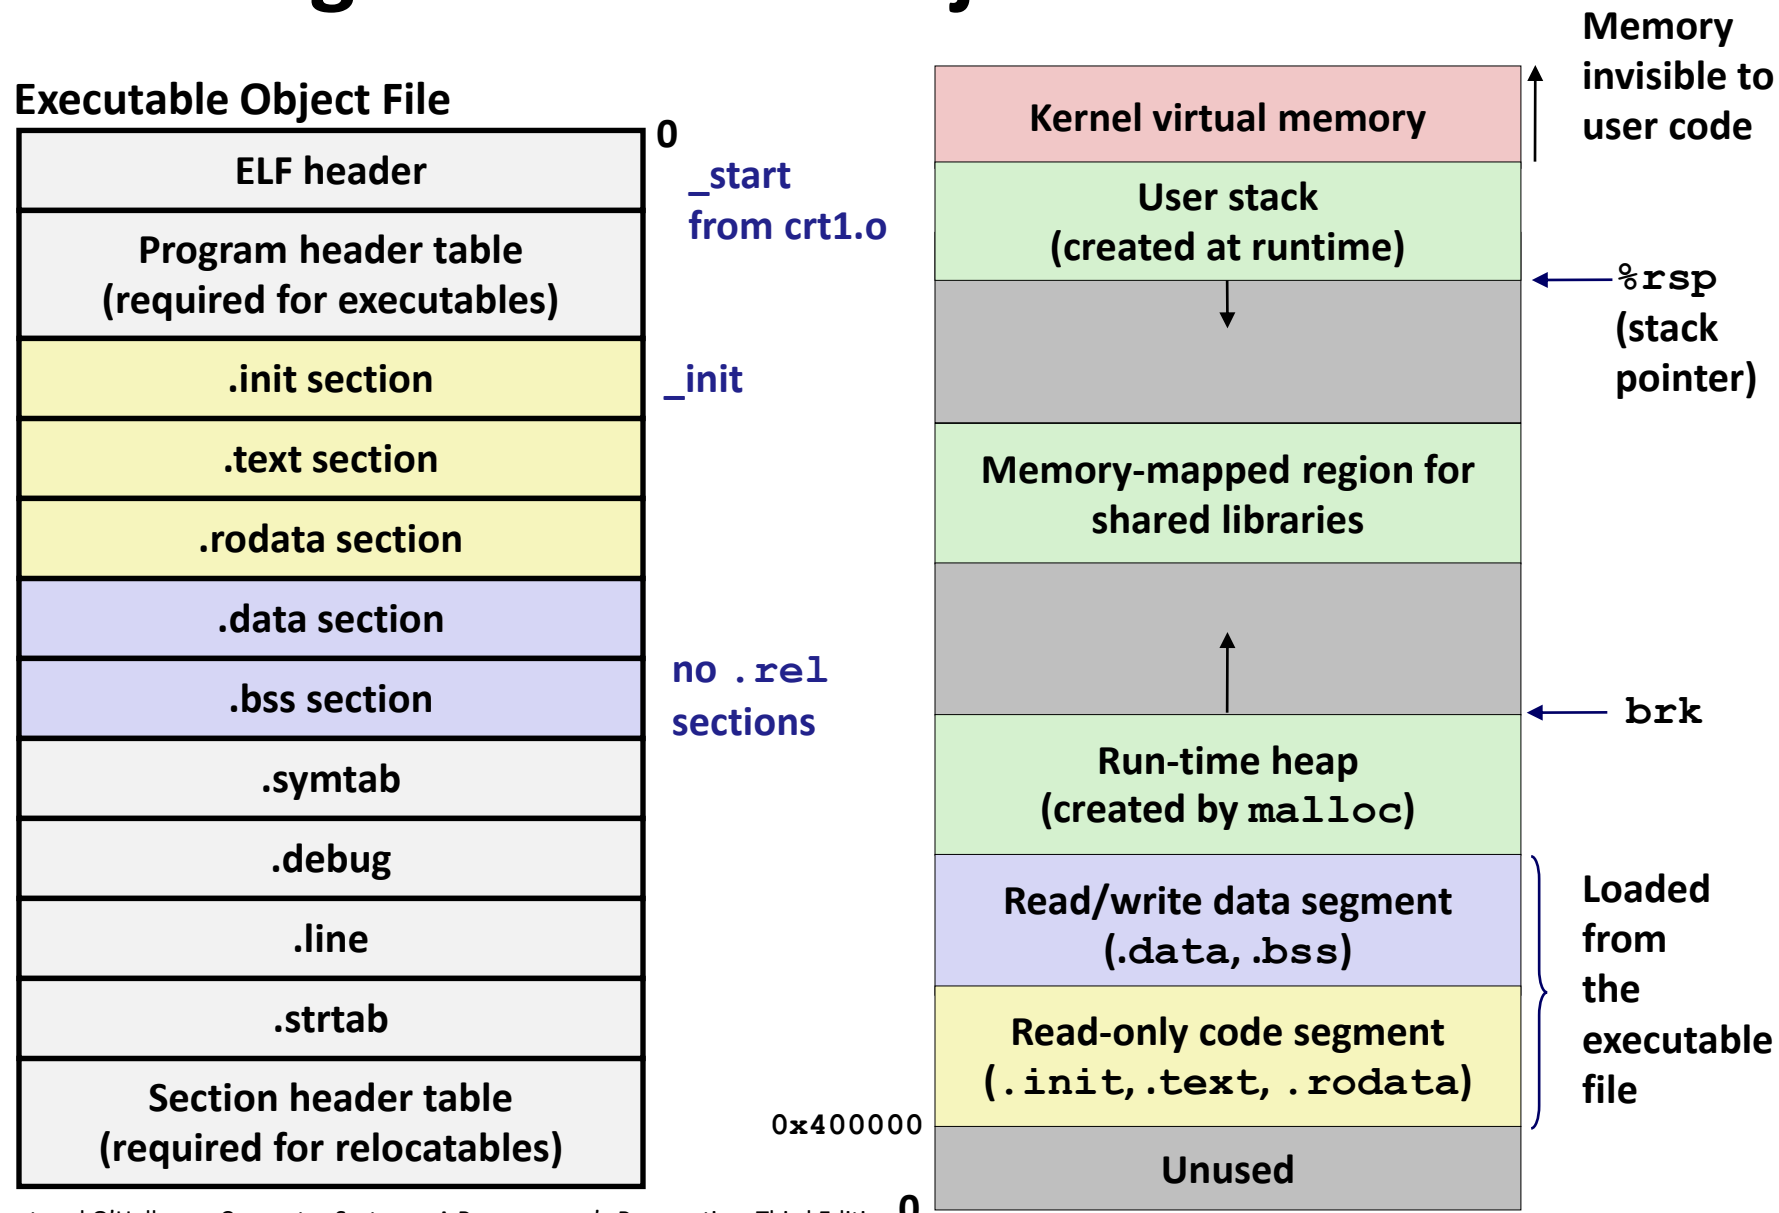 Executable Object File
0
ELF header
Program header table
(required for executables)
.init section
.text section
.rodata section
.data section
.bss section
.symtab
.debug
.line
.strtab
Section header table
(required for relocatables)
_start
from crt1.o
_init
no .rel
sections
Kernel virtual memory
User stack
(created at runtime)
Memory-mapped region for
shared libraries
Run-time heap
(created by malloc)
Read/write data segment
(.data, .bss)
Read-only code segment
(.init, .text, .rodata)
Unused
0x400000
0
Memory
invisible to
user code
%rsp
(stack
pointer)
brk
Loaded
from
the
executable
file